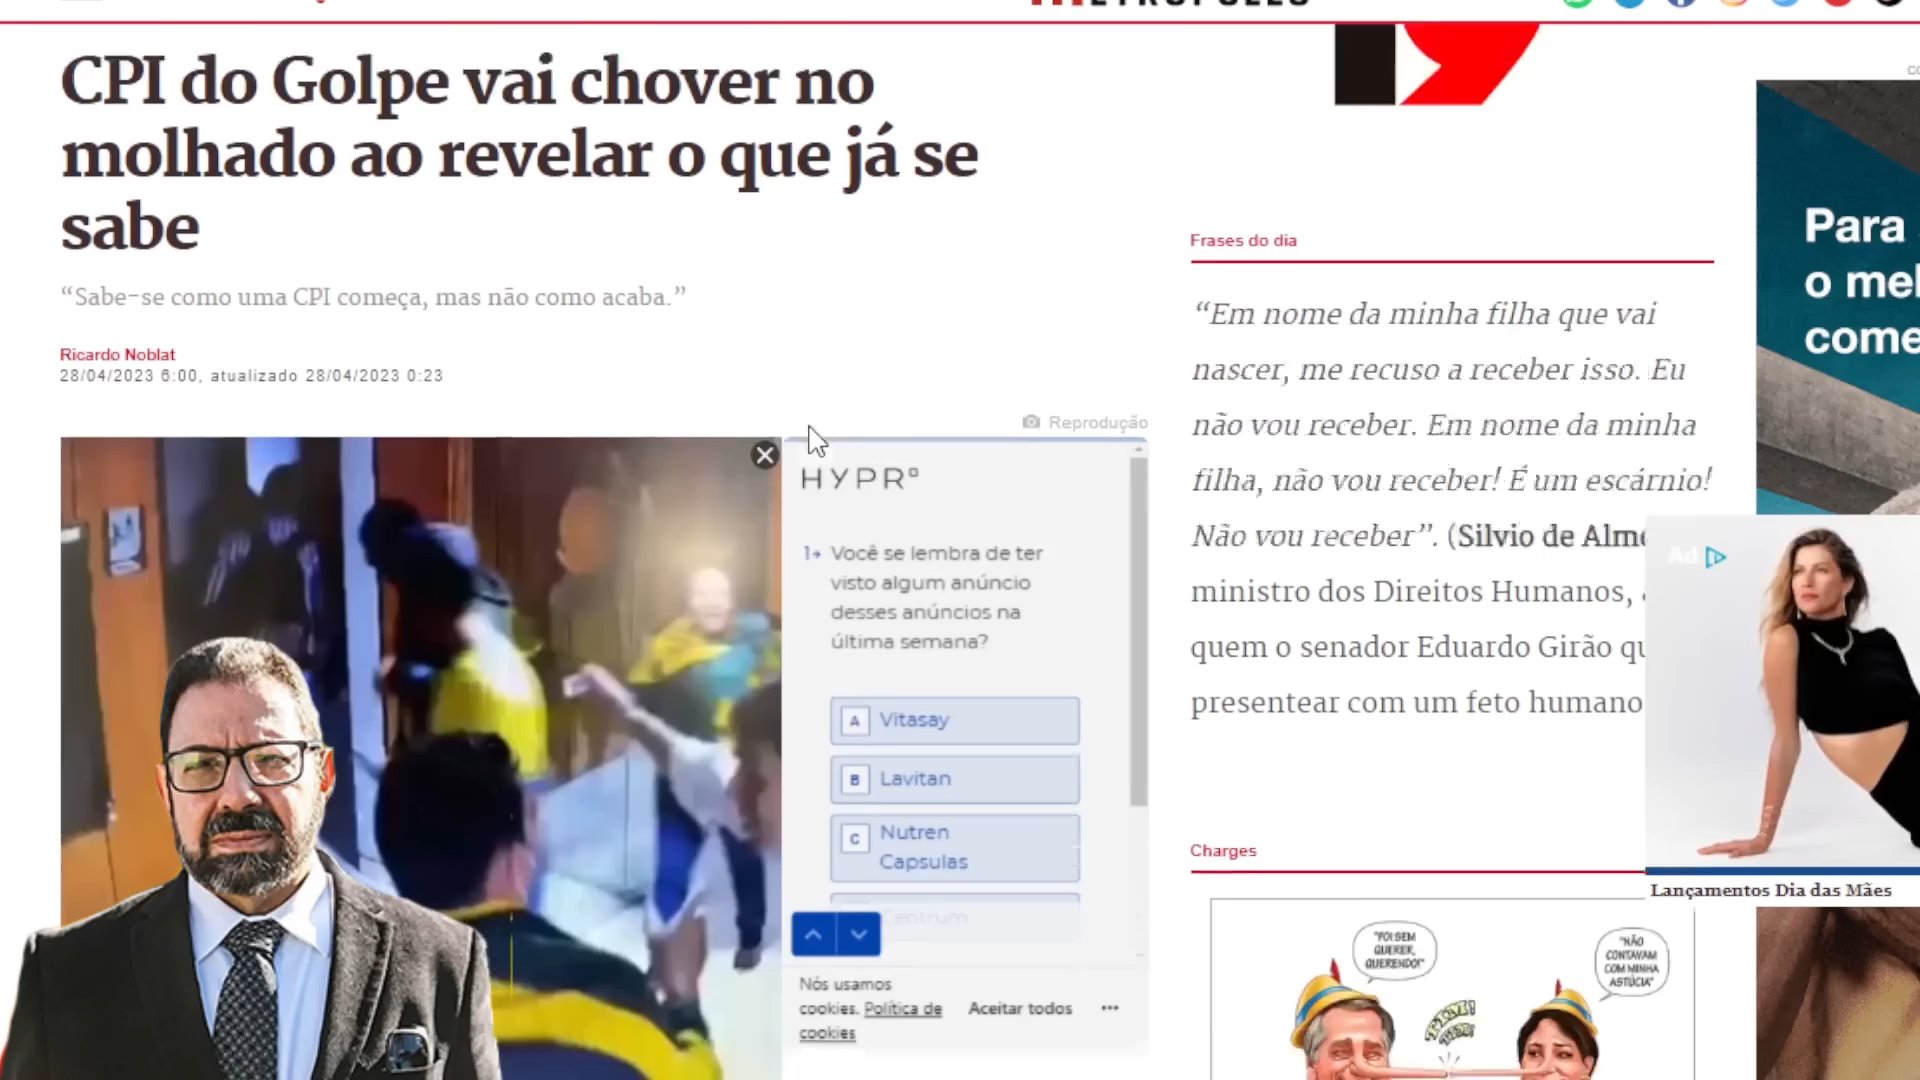 CPI do Golpe vai chover no
molhado ao revelar o que já se
sabe
“Sabe-se como uma CPI começa, mas não como acaba.”
Ricardo Noblat
28/04/2023 6:00, atualizado 28/04/2023 0:23
Reprodução
HYPR
1 Você se lembra de ter
visto algum anúncio
desses anúncios na
última semana?
A Vitasay
B Lavitan
C Nutren
Capsulas
Centrum
Nós usamos
cookies. Política de
cookies
Aceitar todos
Frases do dia
“Em nome da minha filha que vai
nascer, me recuso a receber isso. Eu
não vou receber. Em nome da minha
filha, não vou receber! É um escárnio!
Não vou receber”. (Silvio de
ministro dos Direitos Humanos,
quem o senador Eduardo Girão
presentear com um feto humano
Charges
"FOI SEM
QUERER,
QUERENDO!"
"NÃO
CONTAVAM
COM MINHA
ASTÚCIA"
Para
o
Ad
Lançamentos Dia das Mães